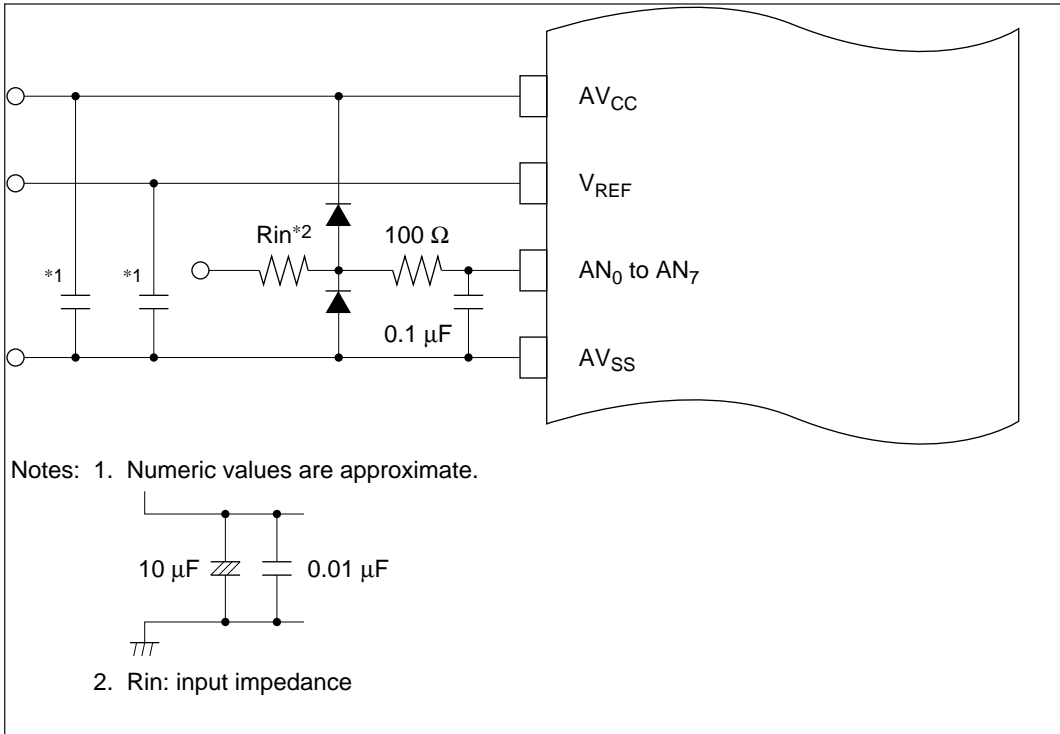 AVCC
VREF
Rin*2
100 Ω
*1
*1
AN0 to AN7
0.1 μF
AVSS
Notes: 1. Numeric values are approximate.
10 μF
0.01 μF
2. Rin: input impedance